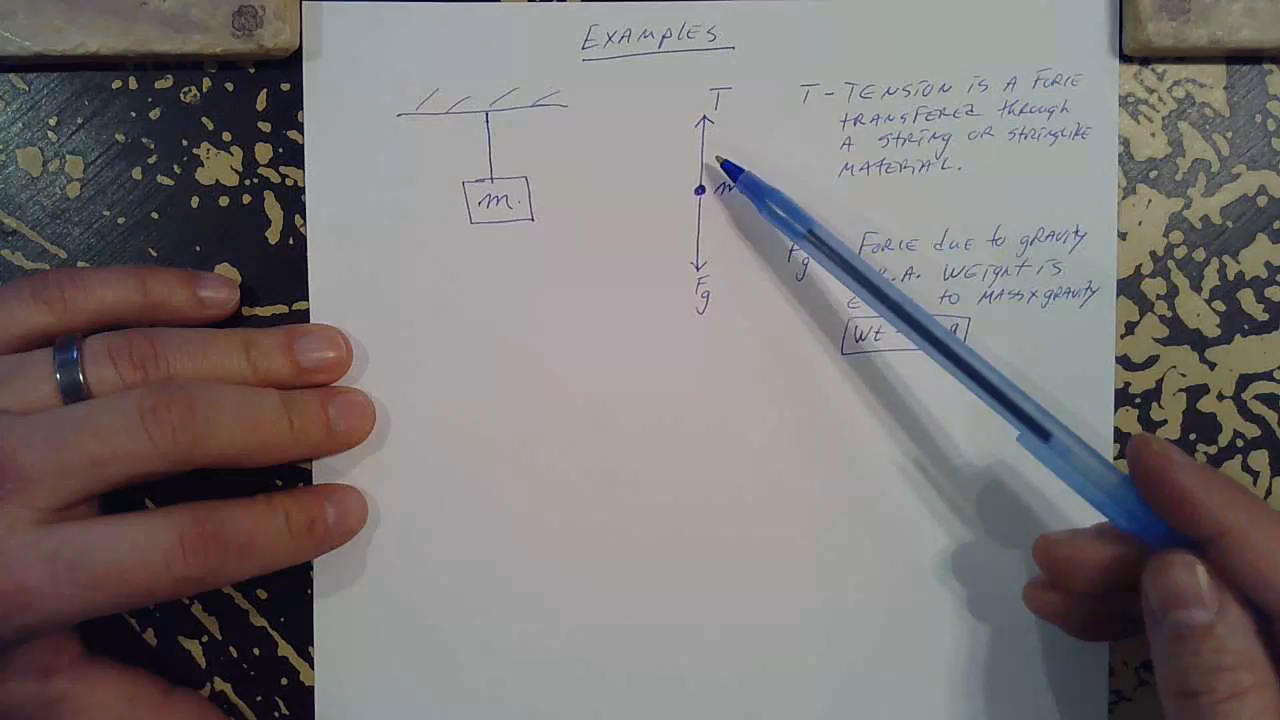 EXAMPLES
T
m.
m
Fg
T - TENSION IS A FORCE
TRANSFERED through
A string or stringlike
MATERIAL.
Fg FORCE due to gravity
.A. WEIGHT is
to MASS x gravity
Wt g